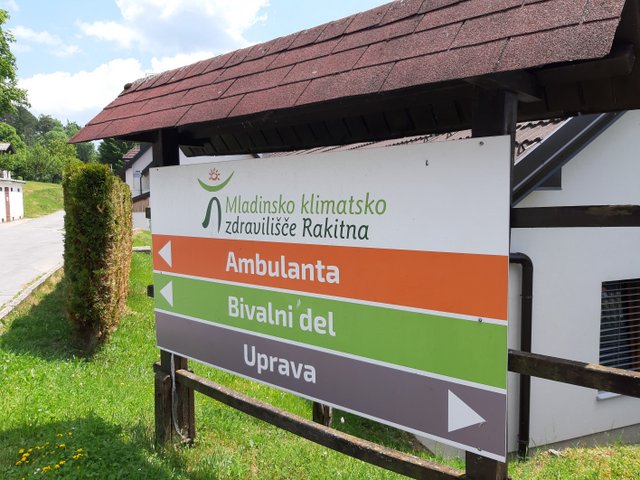 Mladinsko klimatsko
zdravilišče Rakitna
Ambulanta
Bivalni del
Uprava